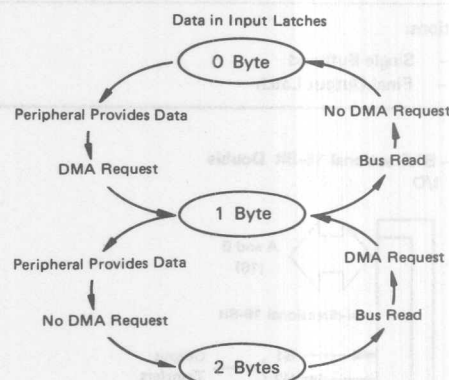 Data in Input Latches
0 Byte
Peripheral Provides Data
No DMA Request
DMA Request
Bus Read
1 Byte
Peripheral Provides Data
DMA Request
No DMA Request
Bus Read
2 Bytes